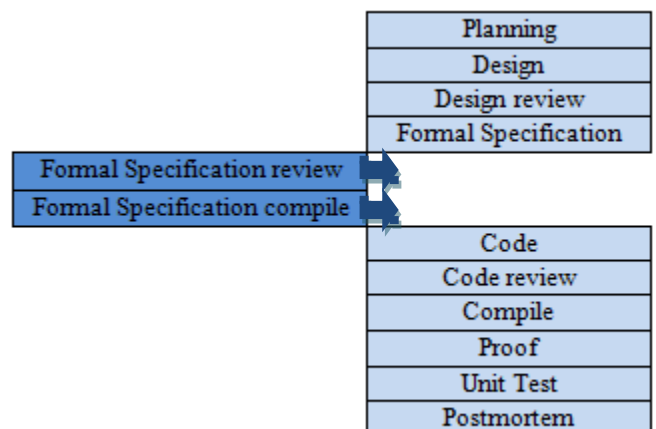 Planning
Design
Design review
Formal Specification
Formal Specification review
Formal Specification compile
Code
Code review
Compile
Proof
Unit Test
Postmortem